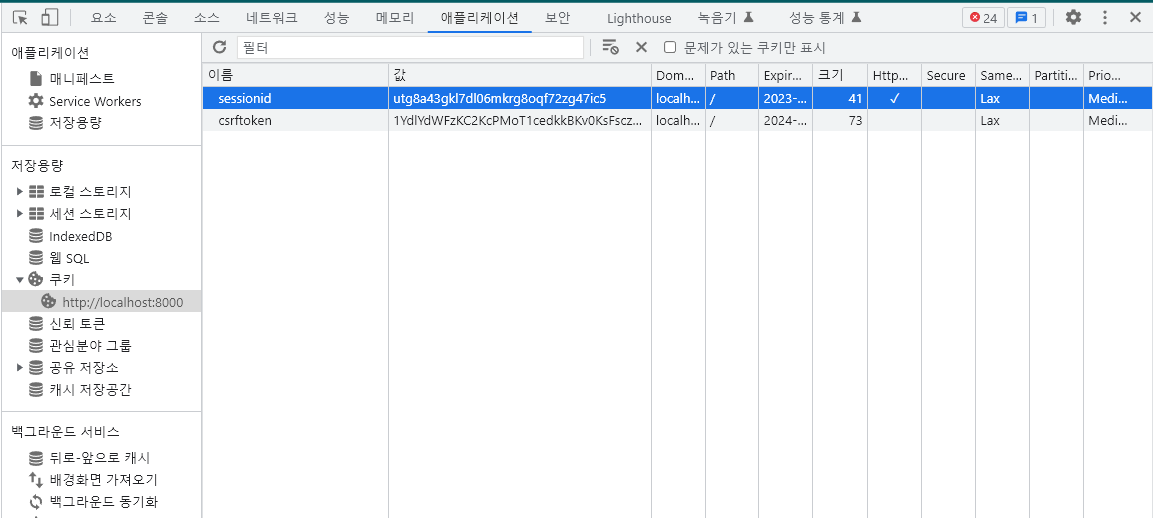 요소 콘솔 소스 네트워크 성능 메모리 애플리케이션 보안 Lighthouse 녹음기 성능 통계 24 1
애플리케이션
매니페스트
Service Workers
저장용량
저장용량
로컬 스토리지
세션 스토리지
IndexedDB
웹 SQL
쿠키
http://localhost:8000
신뢰 토큰
관심분야 그룹
공유 저장소
캐시 저장공간
백그라운드 서비스
뒤로-앞으로 캐시
배경화면 가져오기
백그라운드 동기화
필터 문제가 있는 쿠키만 표시
이름 값 Dom... Path Expir... 크기 Http... Secure Same... Partiti... Prio...
sessionid utg8a43gkl7dl06mkrg8oqf72zg47ic5 localh... / 2023-... 41 ✓ Lax Medi...
csrftoken 1YdlYdWFzKC2KcPMoT1cedkkBKv0KsFscz... localh... / 2024-... 73 Lax Medi...